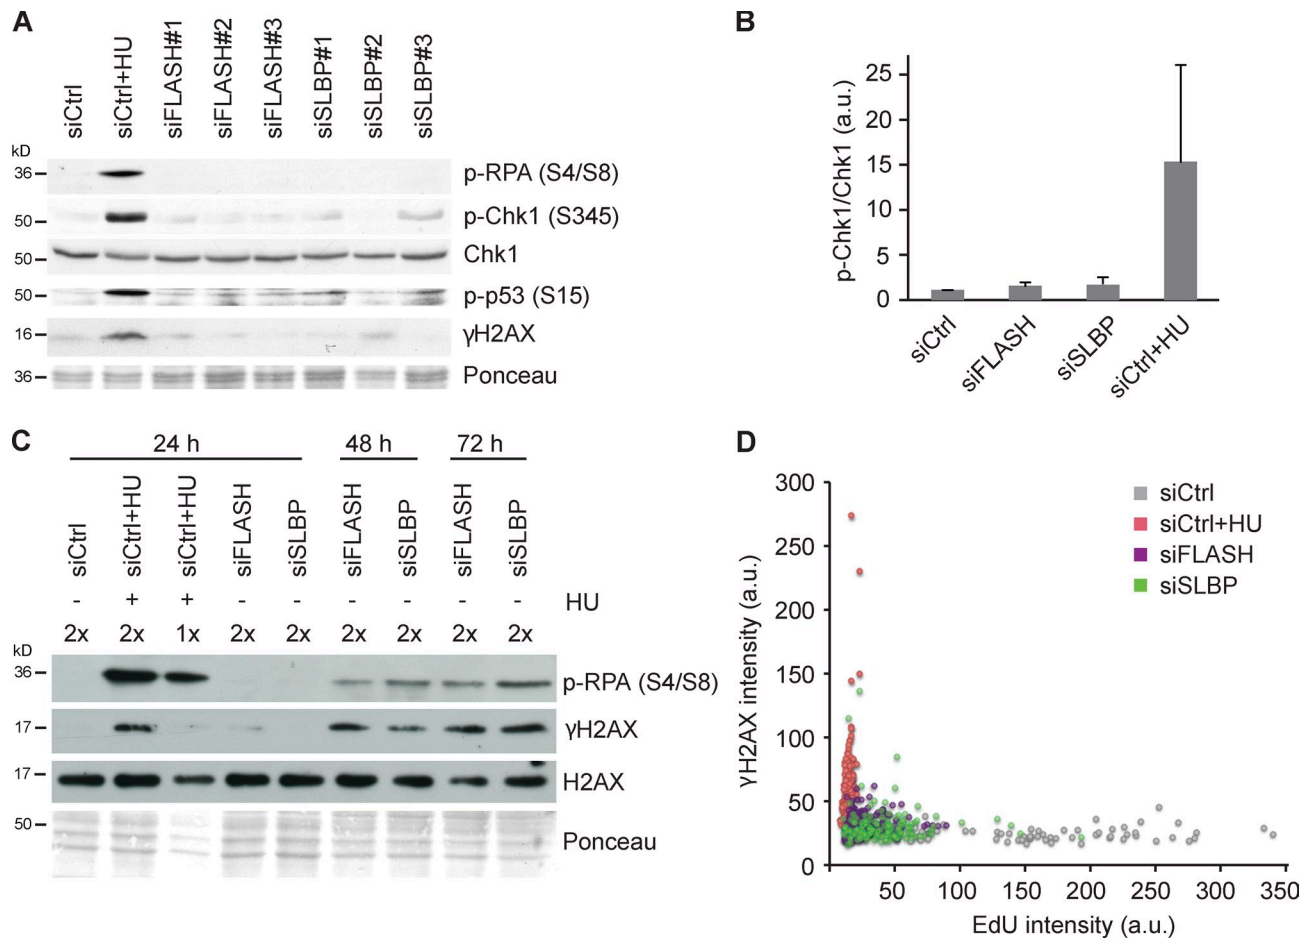 A
siCtrl
siCtrl+HU
siFLASH#1
siFLASH#2
siFLASH#3
siSLBP#1
siSLBP#2
siSLBP#3
kD
36
p-RPA (S4/S8)
50
p-Chk1 (S345)
50
Chk1
50
p-p53 (S15)
16
γH2AX
36
Ponceau
B
p-Chk1/Chk1 (a.u.)
25
20
15
10
5
0
siCtrl
siFLASH
siSLBP
siCtrl+HU
C
24 h
48 h
72 h
siCtrl
siCtrl+HU
siCtrl+HU
siFLASH
siSLBP
siFLASH
siSLBP
siFLASH
siSLBP
- + + - - - - - - HU
2x 2x 1x 2x 2x 2x 2x 2x 2x
kD
36
p-RPA (S4/S8)
17
γH2AX
17
H2AX
50
Ponceau
D
γH2AX intensity (a.u.)
300
250
200
150
100
50
0
siCtrl
siCtrl+HU
siFLASH
siSLBP
50 100 150 200 250 300 350
EdU intensity (a.u.)